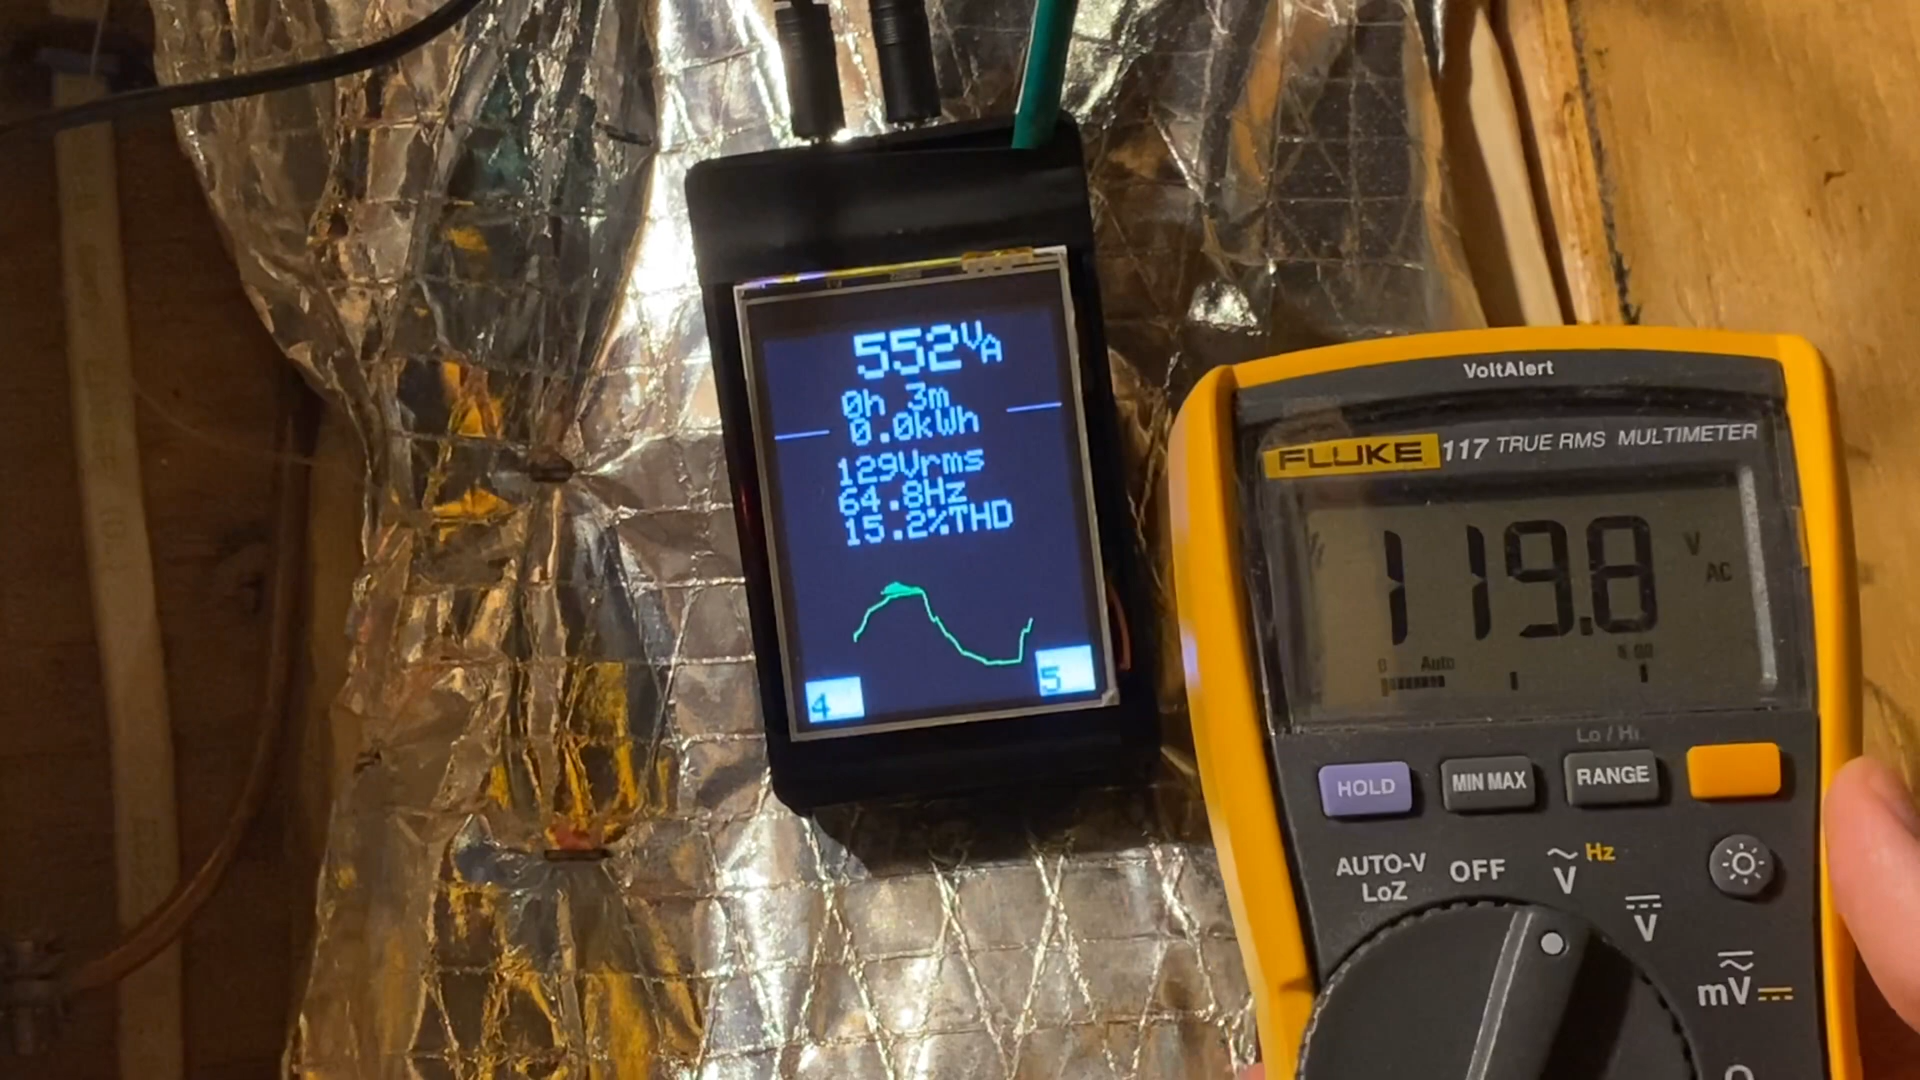 552VA
0h 3m
0.0kWh
129Vrms
64.8Hz
15.2%THD
4
5
VoltAlert
FLUKE 117 TRUE RMS MULTIMETER
119.8 V AC
0 Auto
Lo / Hi
HOLD MIN MAX RANGE
AUTO-V LoZ
OFF
V Hz
V
mV
Ω